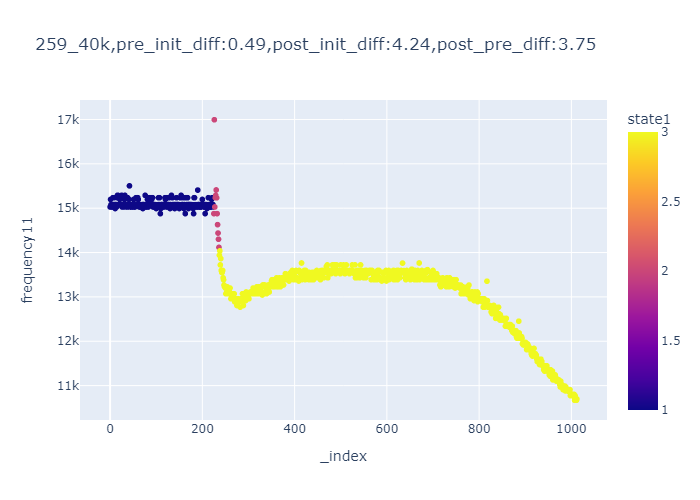 259_40k,pre_init_diff:0.49,post_init_diff:4.24,post_pre_diff:3.75
state1
17k
16k
15k
14k
13k
12k
11k
frequency11
0
200
400
600
800
1000
_index
3
2.5
2
1.5
1